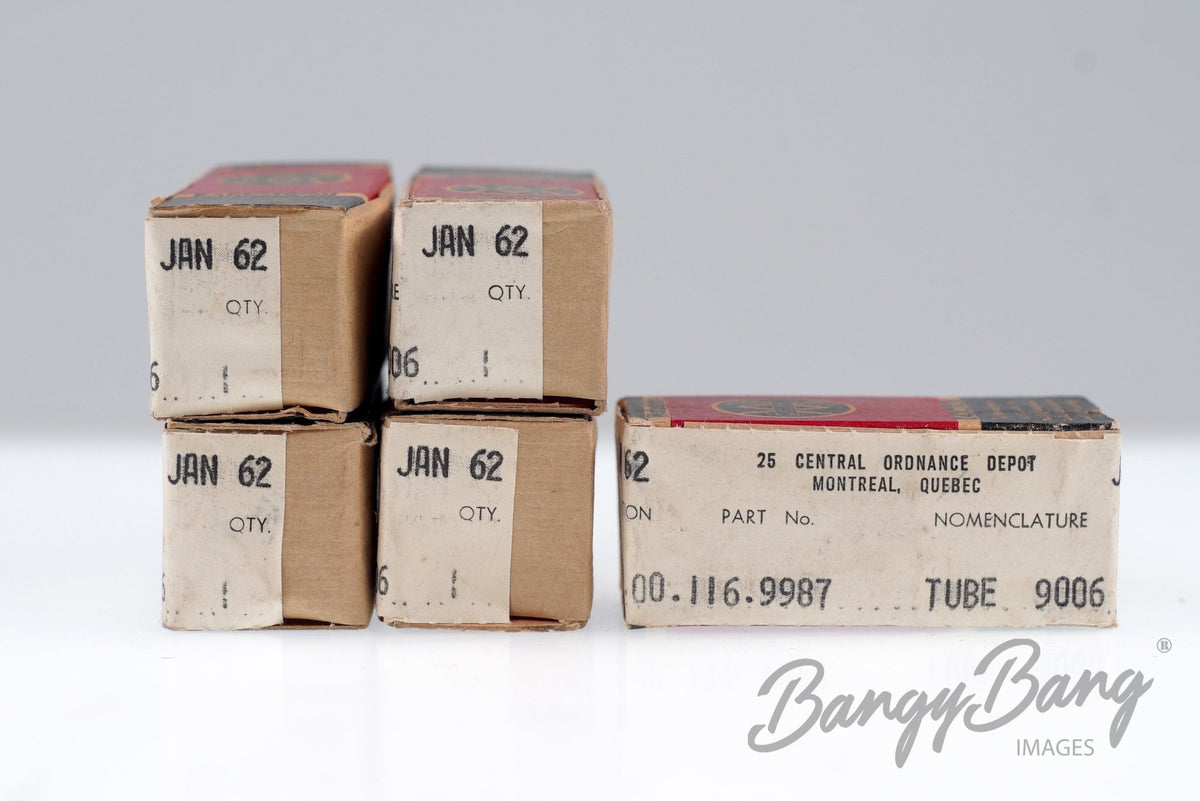 JAN 62
QTY.
6 1
JAN 62
QTY.
06 1
JAN 62
QTY.
1
JAN 62
QTY.
6 1
62
25 CENTRAL ORDNANCE DEPOT
MONTREAL, QUEBEC
ON PART No. NOMENCLATURE
00.116.9987 TUBE 9006
BangyBang®
IMAGES